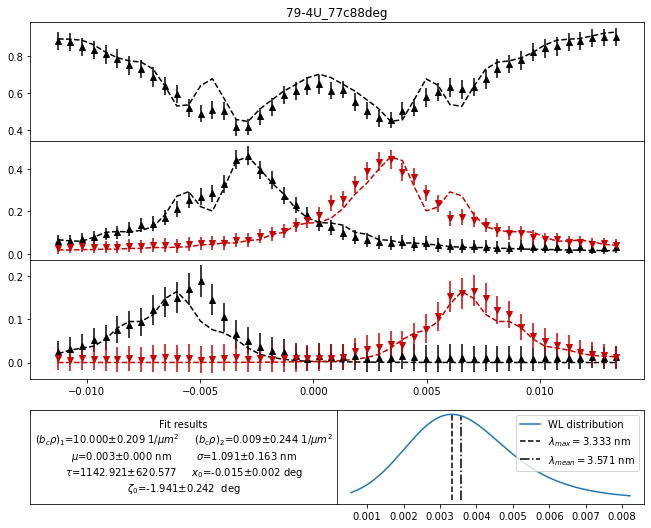 79-4U_77c88deg
0.8
0.6
0.4
0.4
0.2
0.0
0.2
0.1
0.0
−0.010 −0.005 0.000 0.005 0.010
Fit results
(b_cρ)₁=10.000±0.209 1/μm² (b_cρ)₂=0.009±0.244 1/μm²
μ=0.003±0.000 nm σ=1.091±0.163 nm
τ=1142.921±620.577 x₀=-0.015±0.002 deg
ζ₀=-1.941±0.242 deg
WL distribution
λ_max = 3.333 nm
λ_mean = 3.571 nm
0.001 0.002 0.003 0.004 0.005 0.006 0.007 0.008